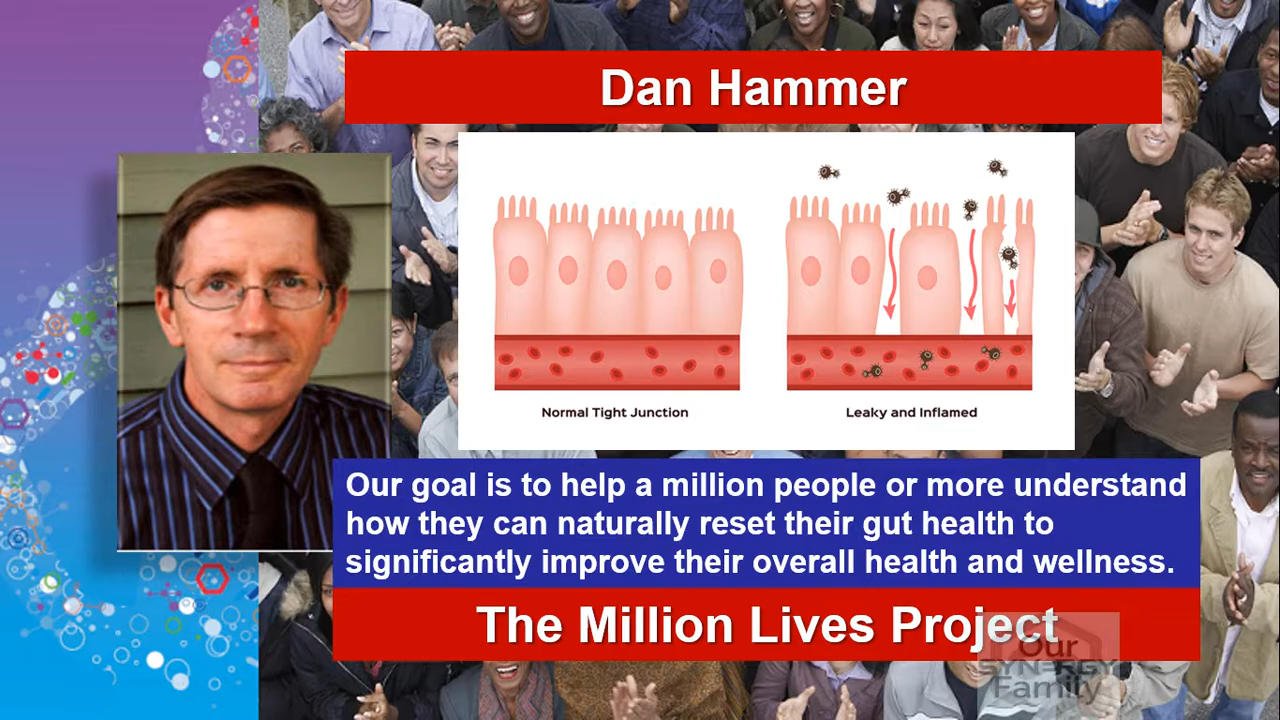 Dan Hammer
Normal Tight Junction
Leaky and Inflamed
Our goal is to help a million people or more understand
how they can naturally reset their gut health to
significantly improve their overall health and wellness.
The Million Lives Project
Our
SYNERGY
Family